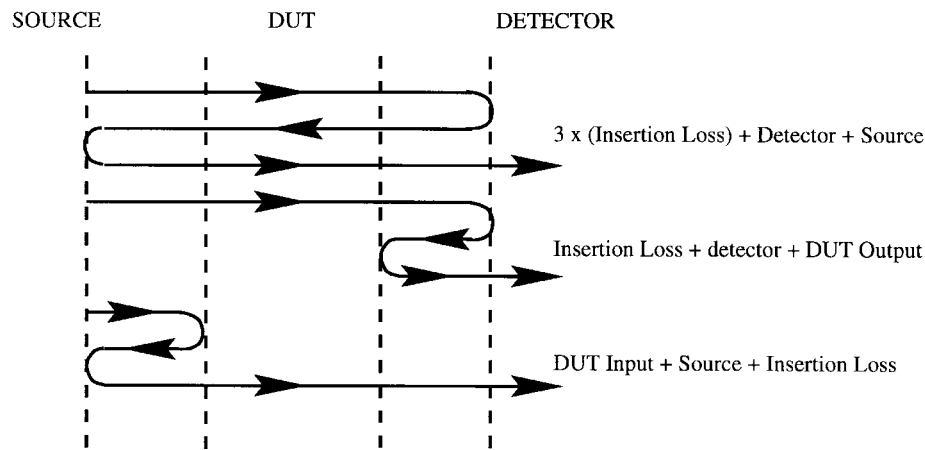 SOURCE DUT DETECTOR
3 x (Insertion Loss) + Detector + Source
Insertion Loss + detector + DUT Output
DUT Input + Source + Insertion Loss